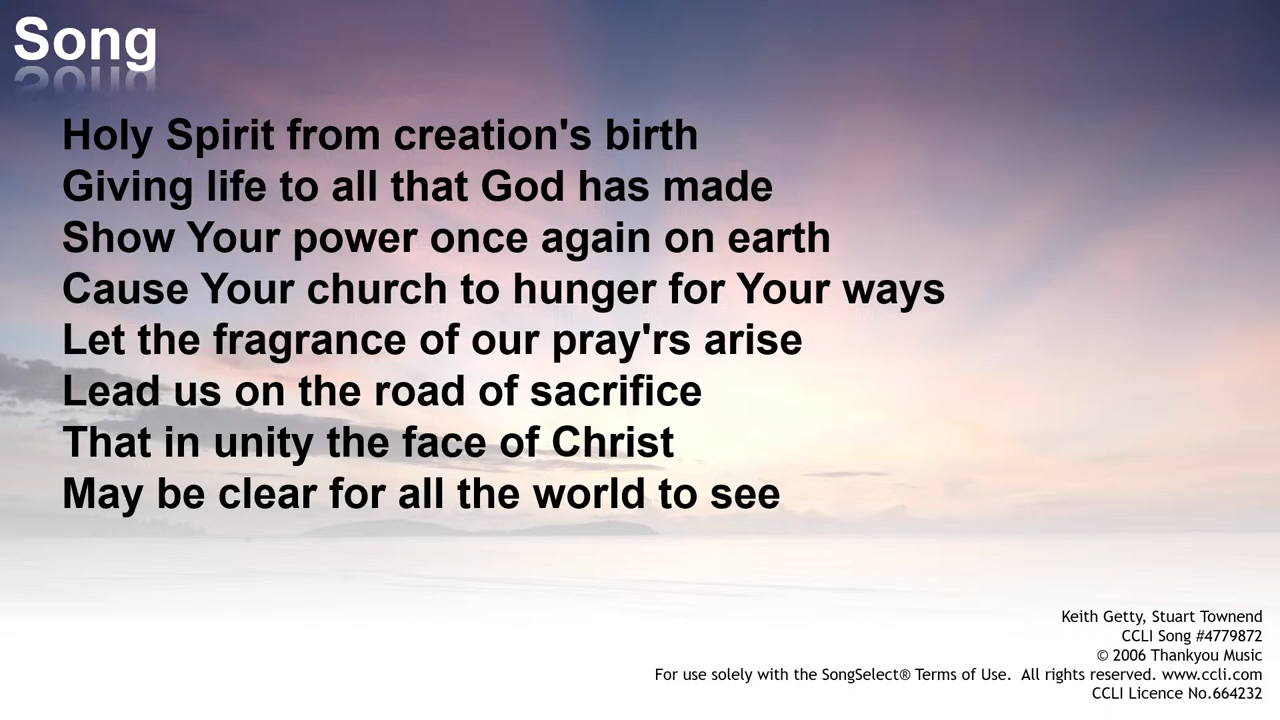 Song
Holy Spirit from creation's birth
Giving life to all that God has made
Show Your power once again on earth
Cause Your church to hunger for Your ways
Let the fragrance of our pray'rs arise
Lead us on the road of sacrifice
That in unity the face of Christ
May be clear for all the world to see
Keith Getty, Stuart Townend
CCLI Song #4779872
© 2006 Thankyou Music
For use solely with the SongSelect® Terms of Use.  All rights reserved. www.ccli.com
CCLI Licence No.664232